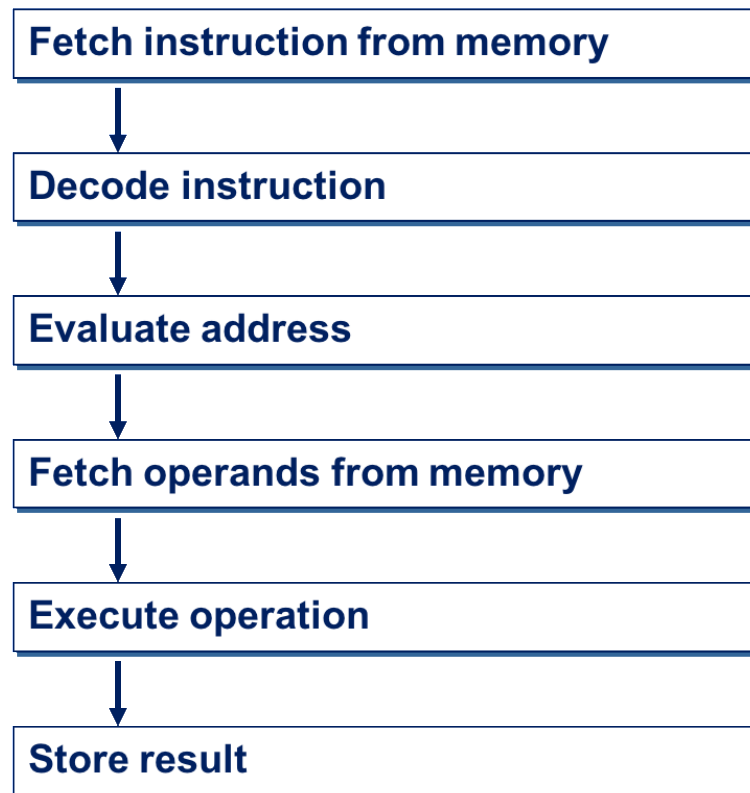 Fetch instruction from memory
Decode instruction
Evaluate address
Fetch operands from memory
Execute operation
Store result